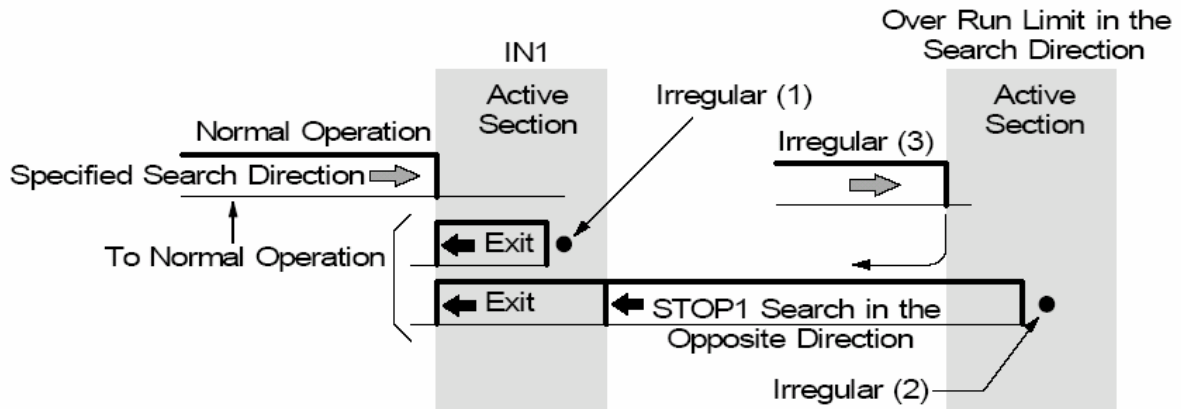 Over Run Limit in the
Search Direction
IN1
Active
Section
Irregular (1)
Active
Section
Normal Operation
Irregular (3)
Specified Search Direction
To Normal Operation
Exit
Exit
STOP1 Search in the
Opposite Direction
Irregular (2)